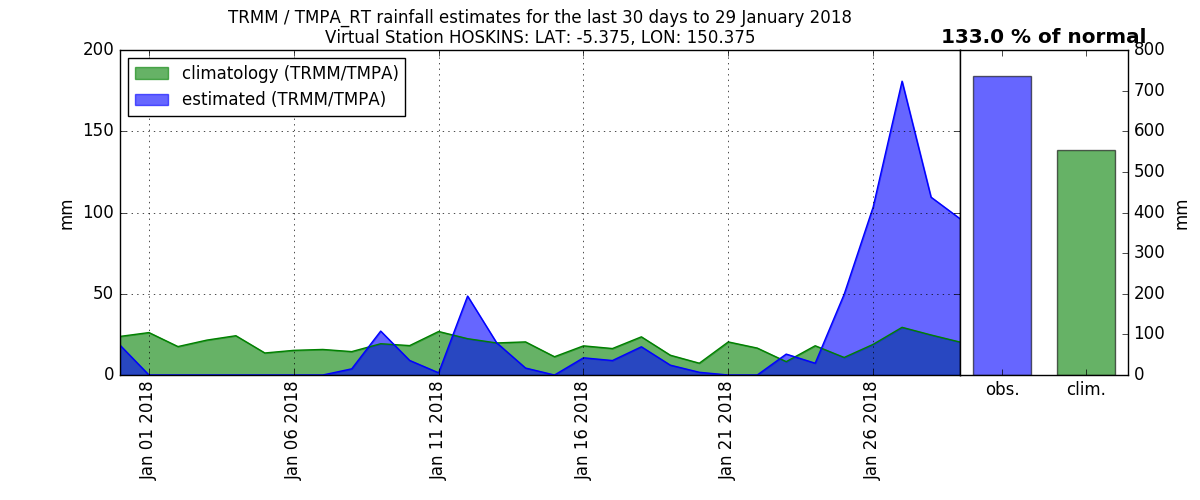 TRMM / TMPA_RT rainfall estimates for the last 30 days to 29 January 2018
Virtual Station HOSKINS: LAT: -5.375, LON: 150.375
133.0 % of normal
climatology (TRMM/TMPA)
estimated (TRMM/TMPA)
200
150
100
50
0
mm
Jan 01 2018
Jan 06 2018
Jan 11 2018
Jan 16 2018
Jan 21 2018
Jan 26 2018
800
700
600
500
400
300
200
100
0
mm
obs.
clim.